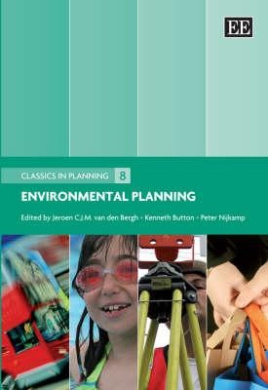 EE
CLASSICS IN PLANNING 8
ENVIRONMENTAL PLANNING
Edited by Jeroen C.J.M. van den Bergh • Kenneth Button • Peter Nijkamp